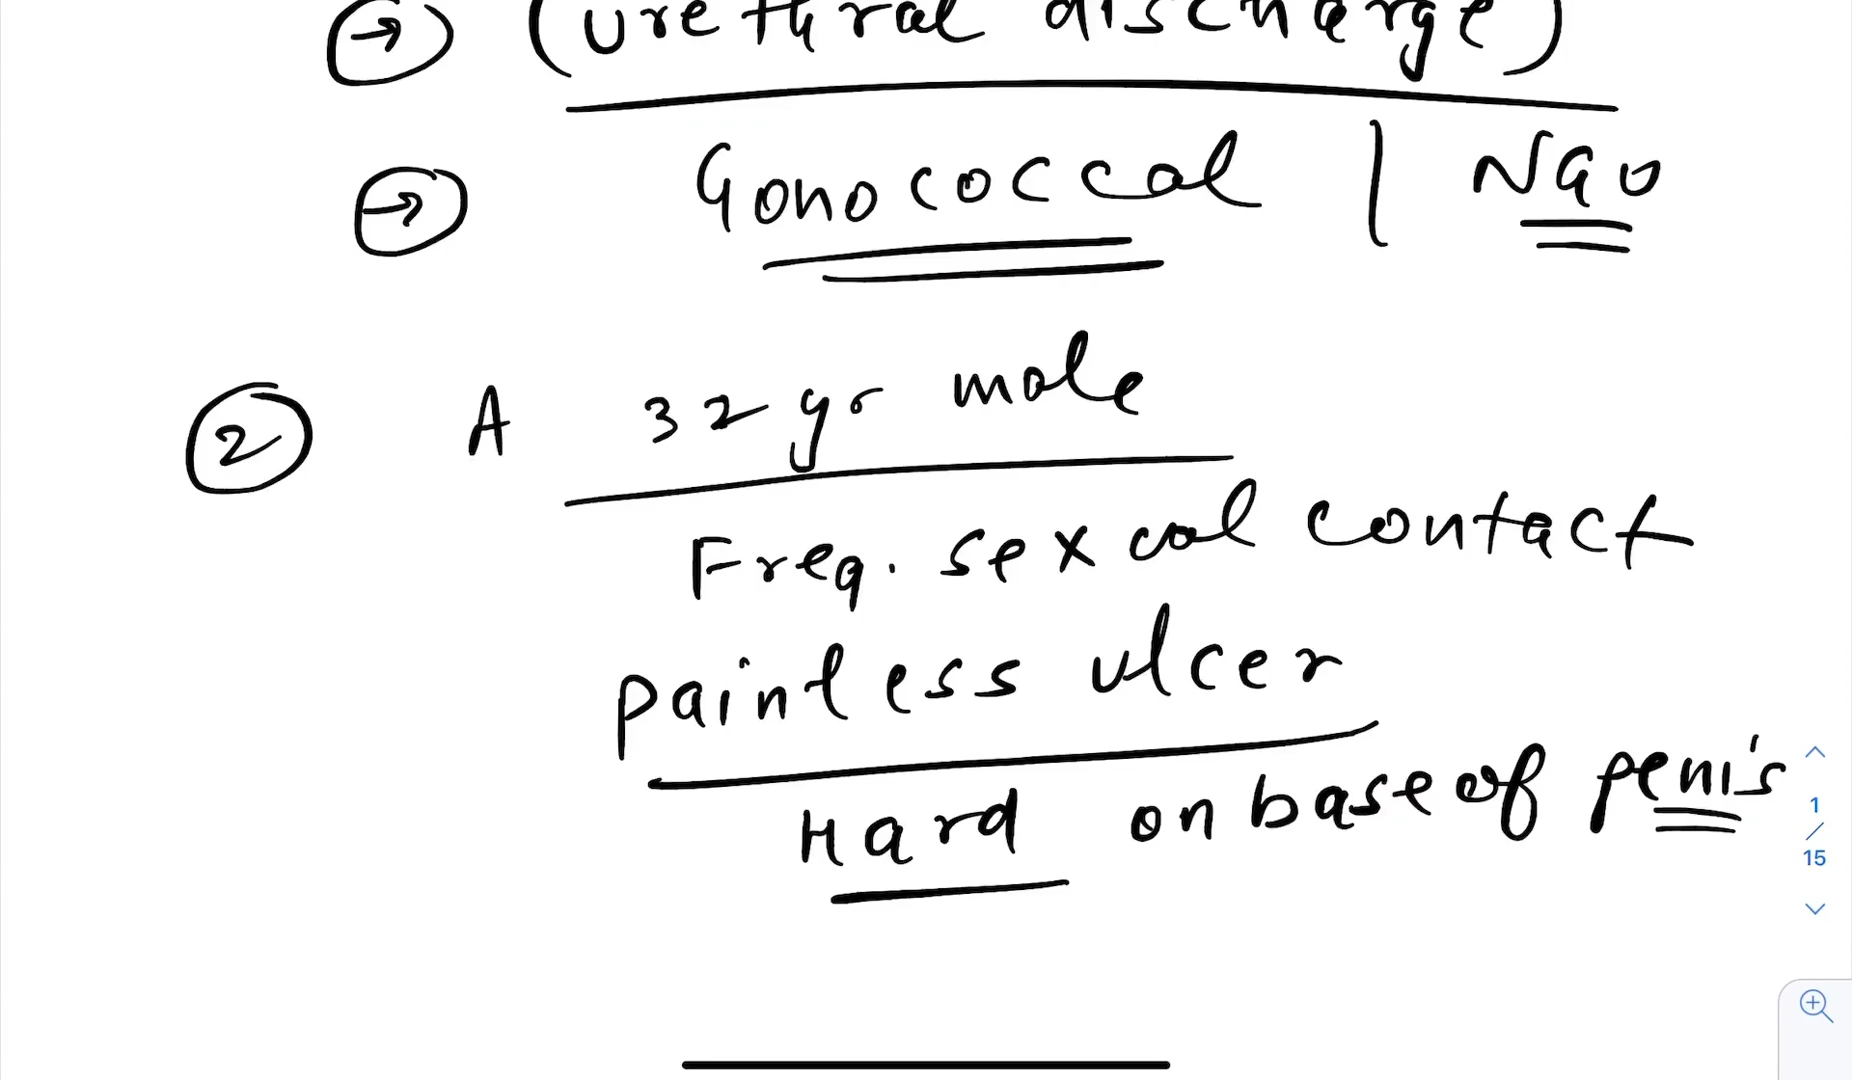 → (urethral discharge)
→ Gonococcal | NGU
② A 32 yr male
Freq. sexual contact
painless ulcer
Hard on base of penis
1
/
15